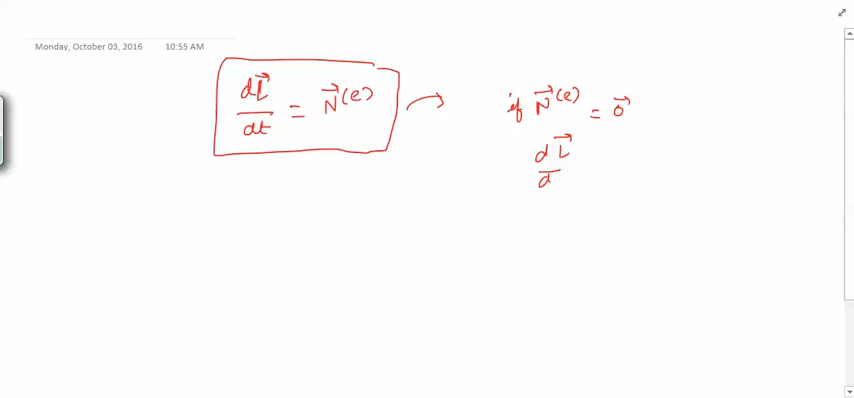 Monday, October 03, 2016 10:55 AM
dL⃗/dt = N⃗^(e)
if N⃗^(e) = 0⃗
dL⃗/d